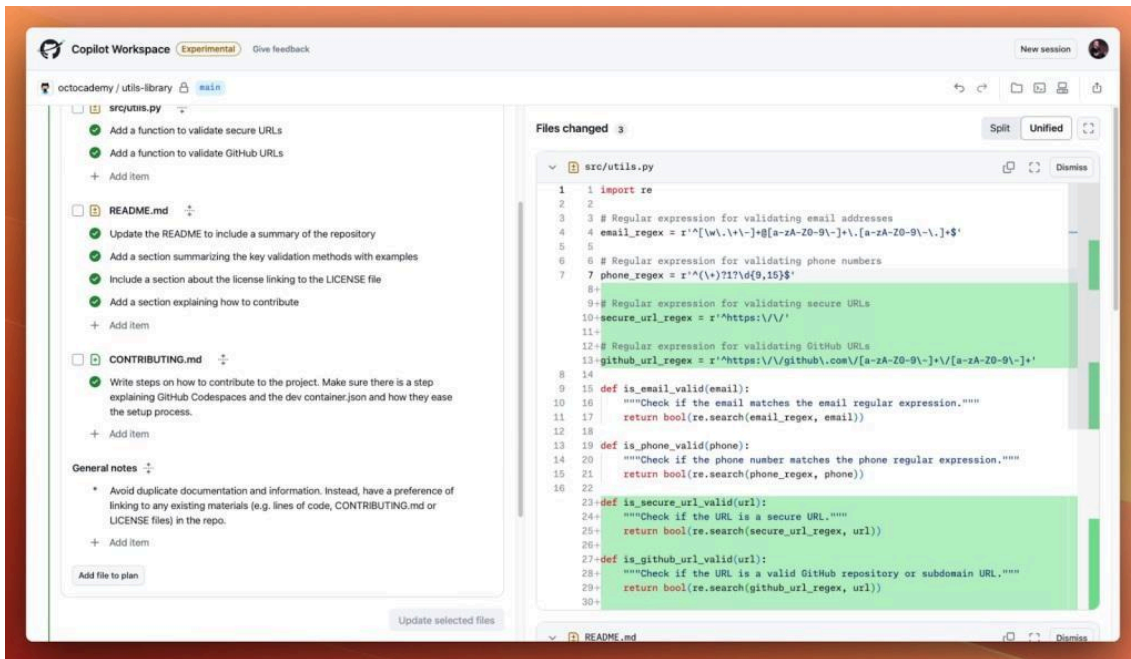 Copilot Workspace Experimental Give feedback New session
octocademy / utils-library main
src/utils.py
Add a function to validate secure URLs
Add a function to validate GitHub URLs
+ Add item
README.md
Update the README to include a summary of the repository
Add a section summarizing the key validation methods with examples
Include a section about the license linking to the LICENSE file
Add a section explaining how to contribute
+ Add item
CONTRIBUTING.md
Write steps on how to contribute to the project. Make sure there is a step
explaining GitHub Codespaces and the dev container.json and how they ease
the setup process.
+ Add item
General notes
* Avoid duplicate documentation and information. Instead, have a preference of
linking to any existing materials (e.g. lines of code, CONTRIBUTING.md or
LICENSE files) in the repo.
+ Add item
Add file to plan
Update selected files
Files changed 3 Split Unified
src/utils.py Dismiss
1 1 import re
2 2
3 3 # Regular expression for validating email addresses
4 4 email_regex = r'^[\w\.\+\-]+@[a-zA-Z0-9\-]+\.[a-zA-Z0-9\-\.]+$'
5 5
6 6 # Regular expression for validating phone numbers
7 7 phone_regex = r'^(\+)?1?\d{9,15}$'
8+
9+# Regular expression for validating secure URLs
10+secure_url_regex = r'^https:\/\/'
11+
12+# Regular expression for validating GitHub URLs
13+github_url_regex = r'^https:\/\/github\.com\/[a-zA-Z0-9\-]+\/[a-zA-Z0-9\-]+'
8 14
9 15 def is_email_valid(email):
10 16 """Check if the email matches the email regular expression."""
11 17 return bool(re.search(email_regex, email))
12 18
13 19 def is_phone_valid(phone):
14 20 """Check if the phone number matches the phone regular expression."""
15 21 return bool(re.search(phone_regex, phone))
16 22
23+def is_secure_url_valid(url):
24+ """Check if the URL is a secure URL."""
25+ return bool(re.search(secure_url_regex, url))
26+
27+def is_github_url_valid(url):
28+ """Check if the URL is a valid GitHub repository or subdomain URL."""
29+ return bool(re.search(github_url_regex, url))
30+
README.md Dismiss